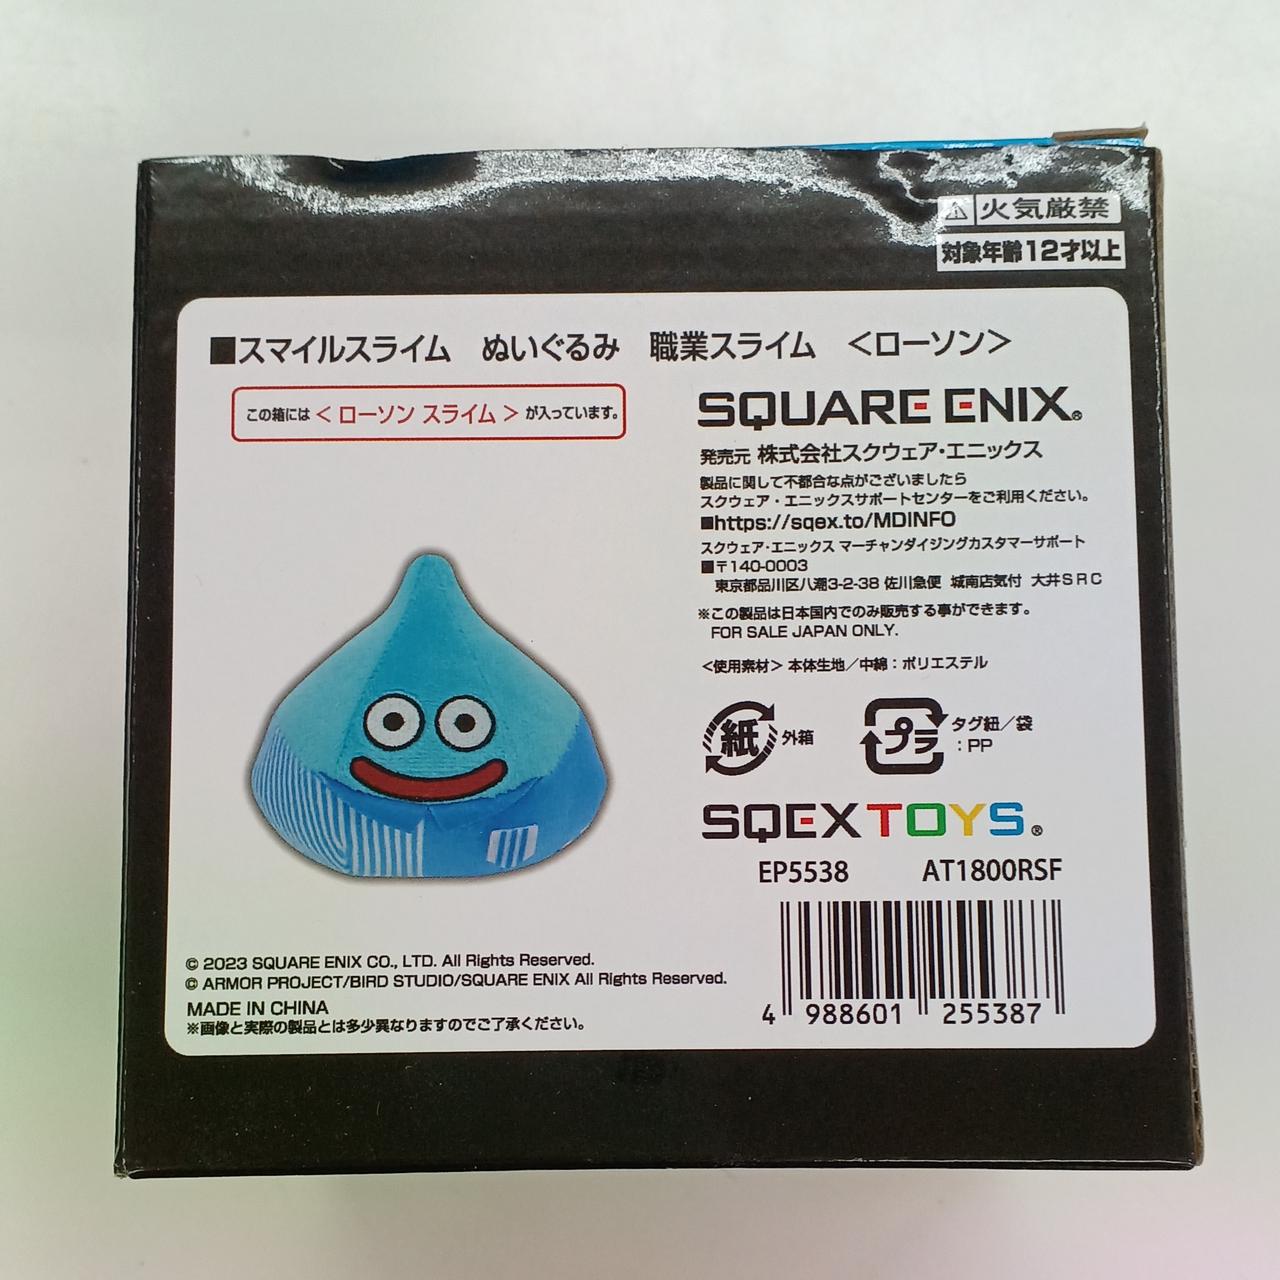 ⚠ 火気厳禁
対象年齢12才以上
■スマイルスライム ぬいぐるみ 職業スライム <ローソン>
この箱には<ローソン スライム>が入っています。
SQUARE ENIX®
発売元 株式会社スクウェア・エニックス
製品に関して不都合な点がございましたら
スクウェア・エニックスサポートセンターをご利用ください。
■https://sqex.to/MDINFO
スクウェア・エニックス マーチャンダイジングカスタマーサポート
■〒140-0003
東京都品川区八潮3-2-38 佐川急便 城南店気付 大井SRC
※この製品は日本国内でのみ販売する事ができます。
FOR SALE JAPAN ONLY.
<使用素材> 本体生地/中綿:ポリエステル
紙 外箱
プラ タグ紐/袋
:PP
SQEX TOYS®
EP5538 AT1800RSF
4 988601 255387
© 2023 SQUARE ENIX CO., LTD. All Rights Reserved.
© ARMOR PROJECT/BIRD STUDIO/SQUARE ENIX All Rights Reserved.
MADE IN CHINA
※画像と実際の製品とは多少異なりますのでご了承ください。